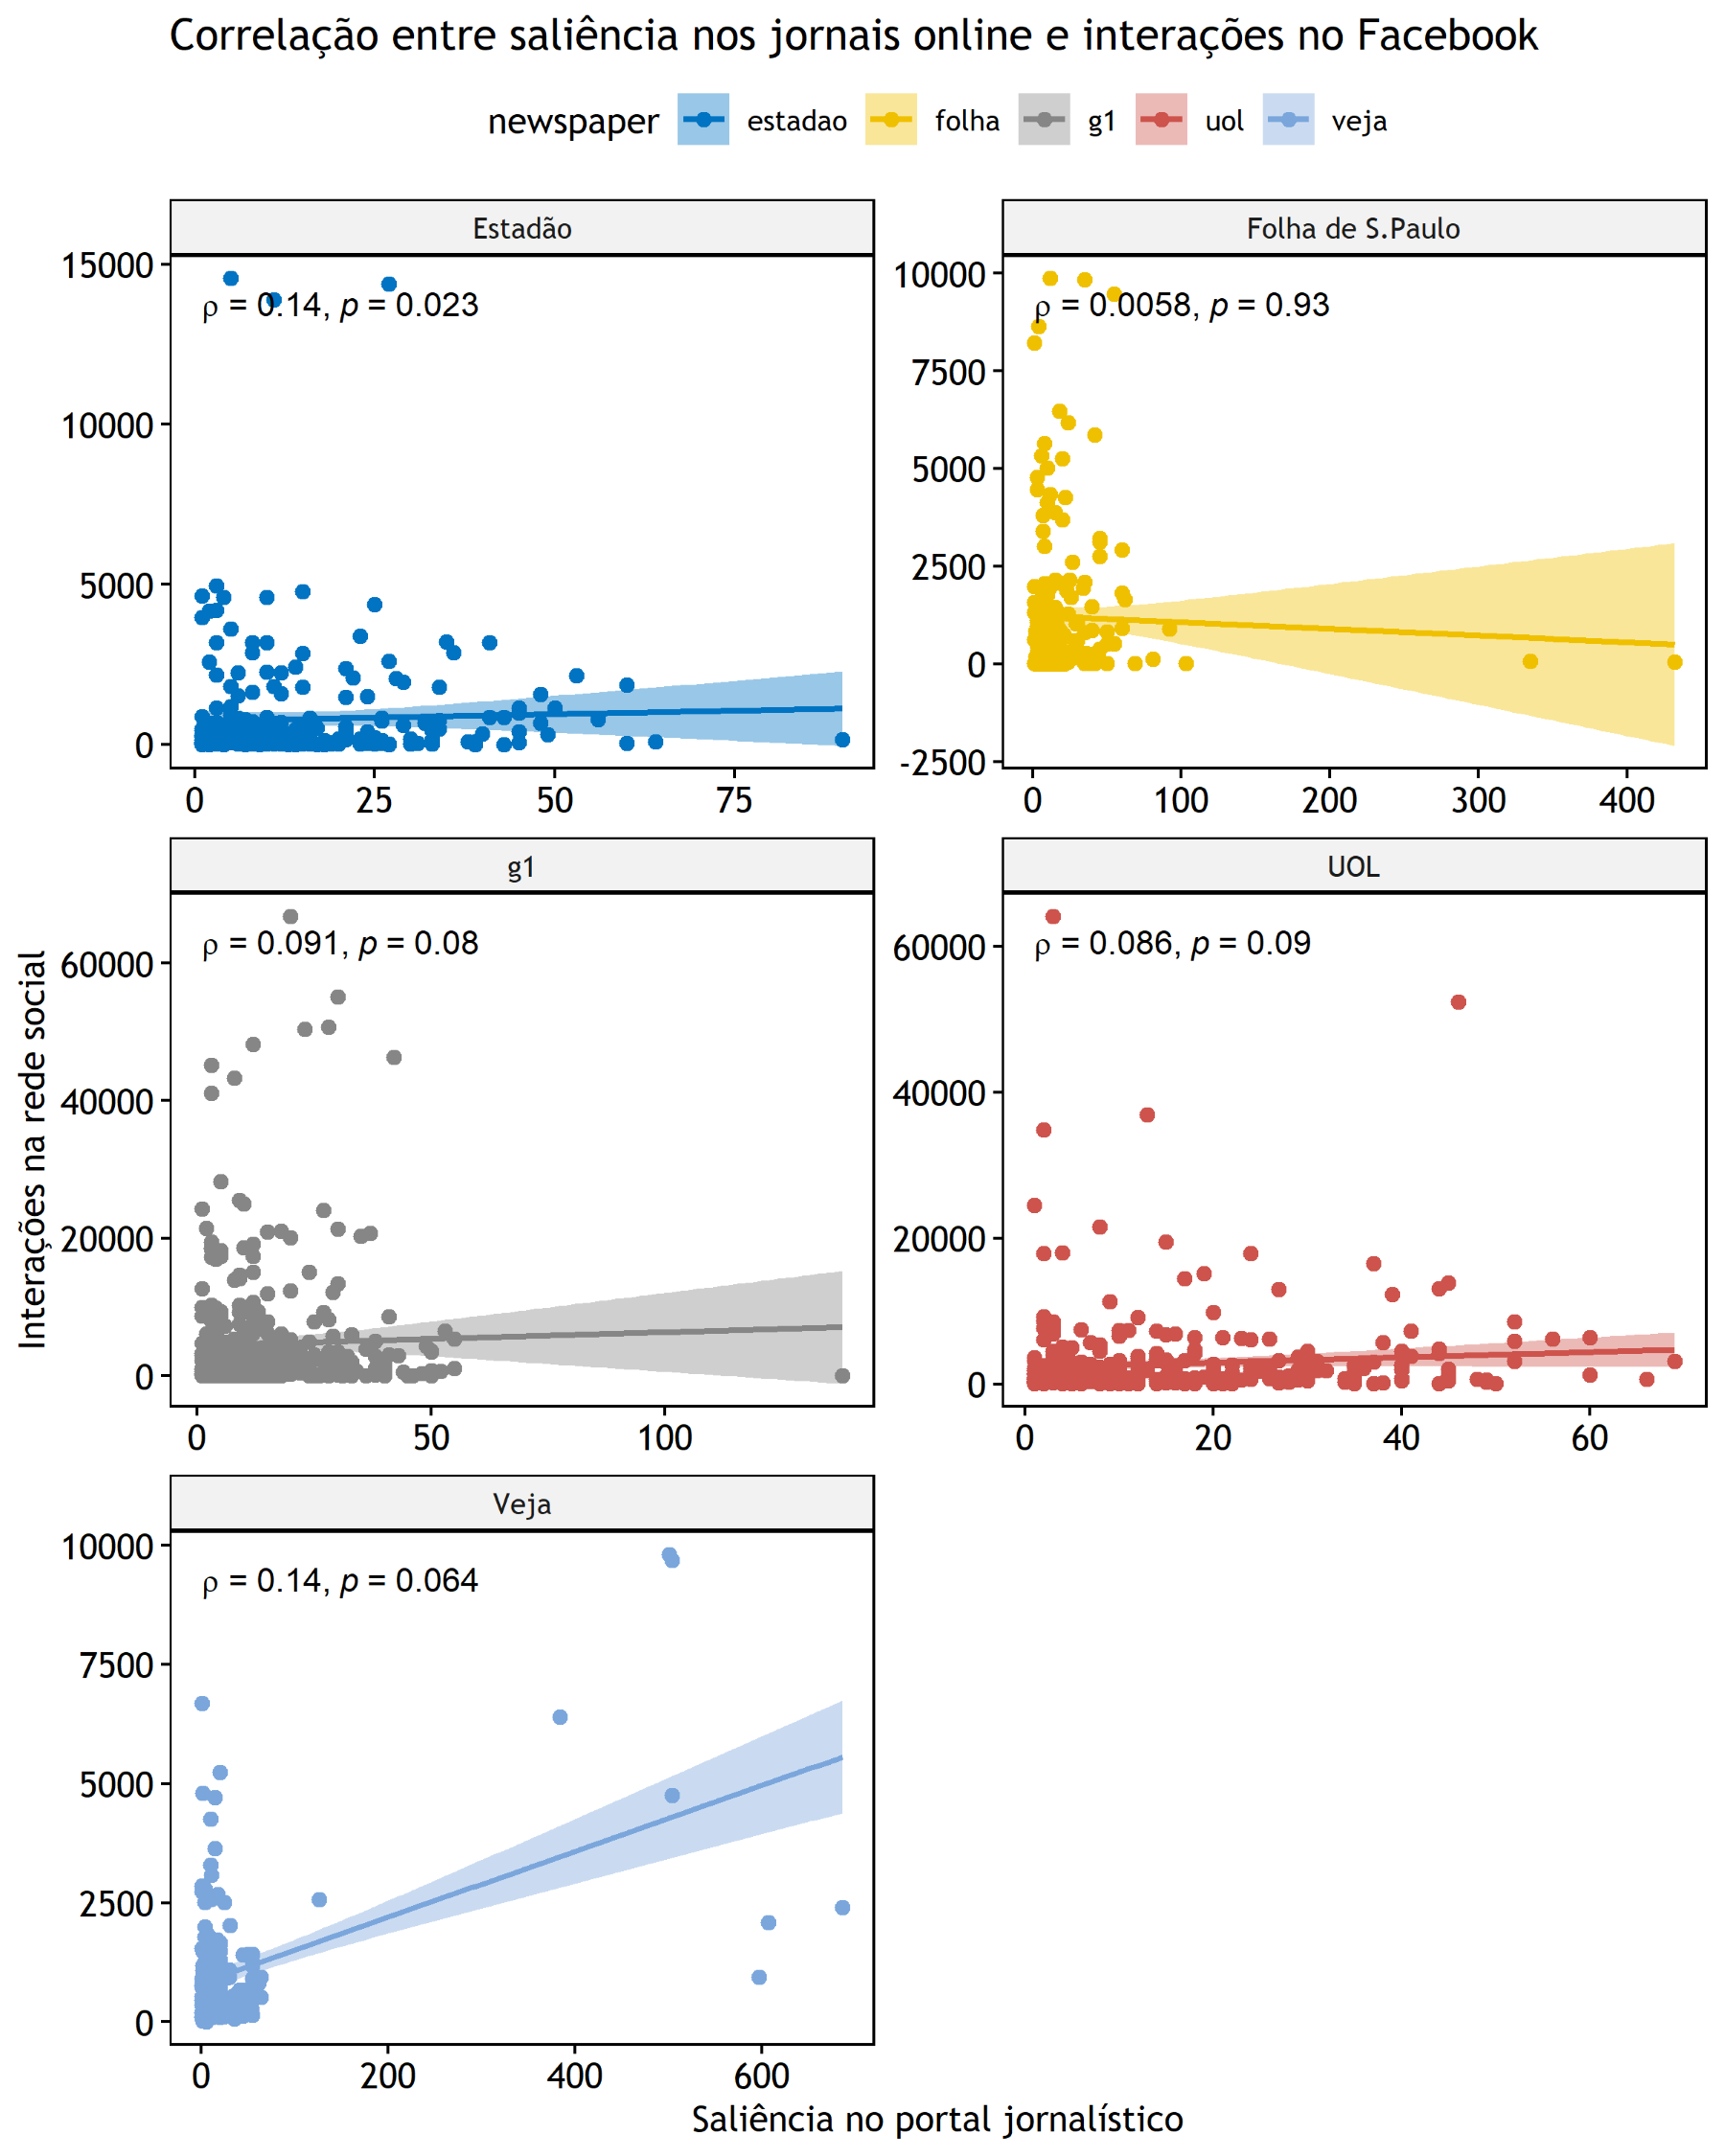 Correlação entre saliência nos jornais online e interações no Facebook
newspaper estadao folha g1 uol veja
Estadão
15000
10000
5000
0
ρ = 0.14, p = 0.023
0 25 50 75
Folha de S.Paulo
10000
7500
5000
2500
0
-2500
ρ = 0.0058, p = 0.93
0 100 200 300 400
g1
60000
40000
20000
0
ρ = 0.091, p = 0.08
0 50 100
UOL
60000
40000
20000
0
ρ = 0.086, p = 0.09
0 20 40 60
Veja
10000
7500
5000
2500
0
ρ = 0.14, p = 0.064
0 200 400 600
Interações na rede social
Saliência no portal jornalístico